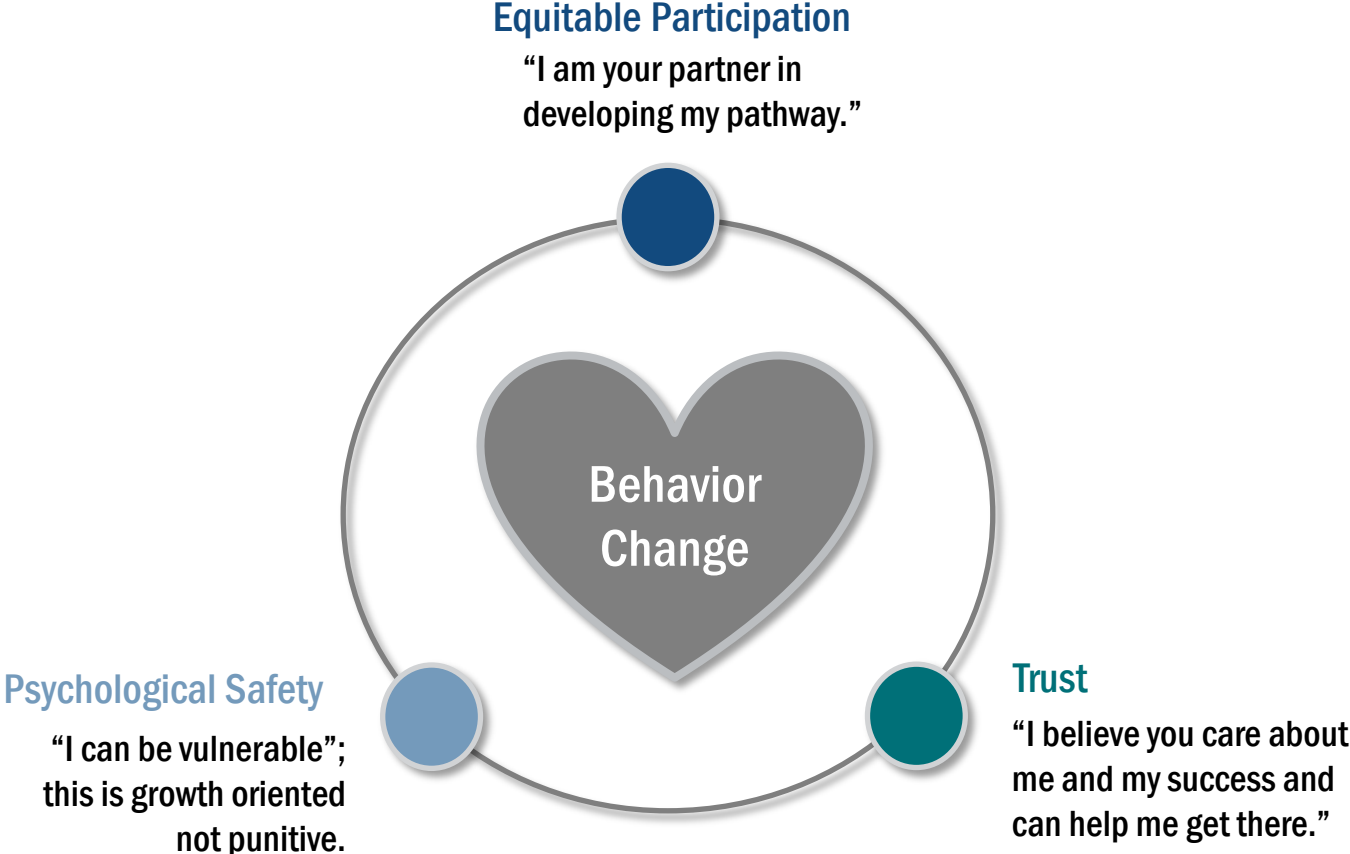 Equitable Participation
“I am your partner in
developing my pathway.”
Behavior
Change
Psychological Safety
“I can be vulnerable”;
this is growth oriented
not punitive.
Trust
“I believe you care about
me and my success and
can help me get there.”